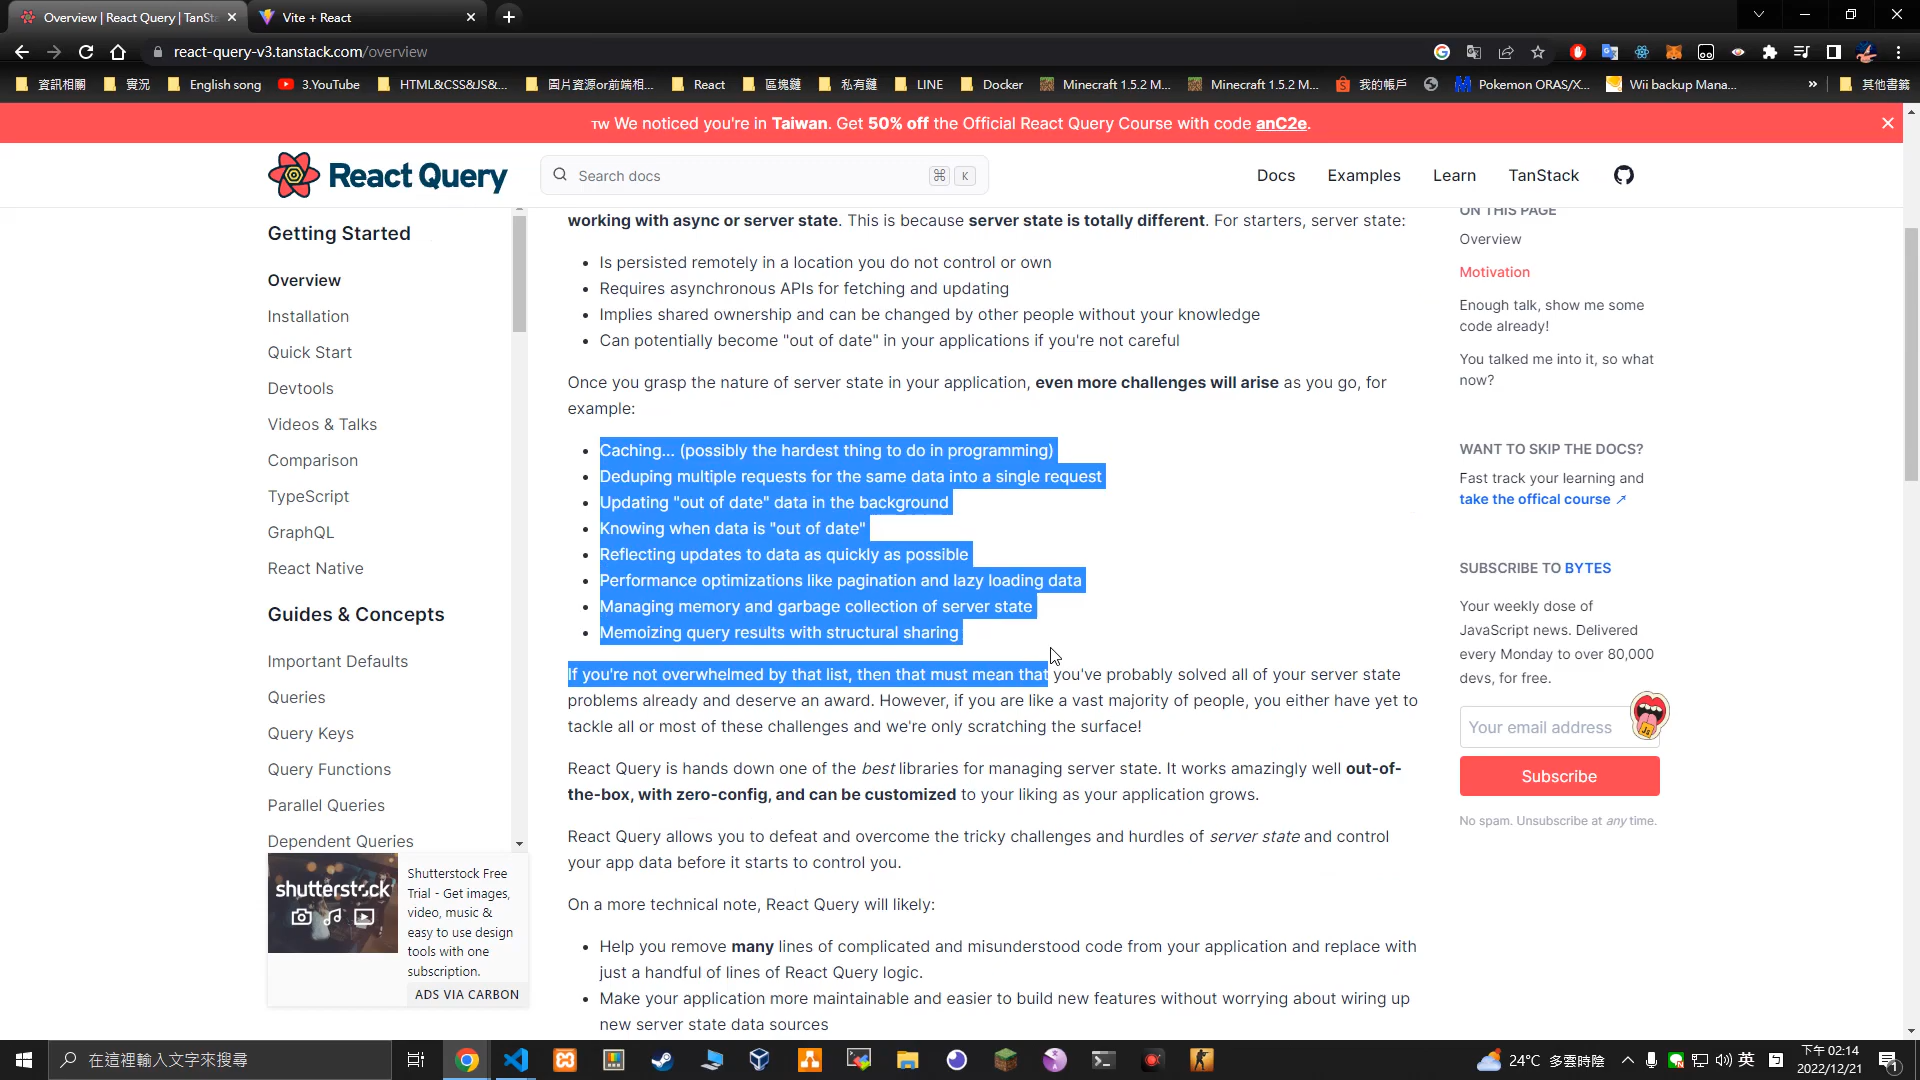 Overview | React Query | TanSta
Vite + React
react-query-v3.tanstack.com/overview
資訊相關
實況
English song
3.YouTube
HTML&CSS&JS&...
圖片資源or前端相...
React
區塊鏈
私有鏈
LINE
Docker
Minecraft 1.5.2 M...
Minecraft 1.5.2 M...
我的帳戶
Pokemon ORAS/X...
Wii backup Mana...
»
其他書籤
TW We noticed you're in Taiwan. Get 50% off the Official React Query Course with code anC2e.
React Query
Search docs
⌘ K
Docs
Examples
Learn
TanStack
Getting Started
Overview
Installation
Quick Start
Devtools
Videos & Talks
Comparison
TypeScript
GraphQL
React Native
Guides & Concepts
Important Defaults
Queries
Query Keys
Query Functions
Parallel Queries
Dependent Queries
shutterstock
Shutterstock Free
Trial - Get images,
video, music &
easy to use design
tools with one
subscription.
ADS VIA CARBON
working with async or server state. This is because server state is totally different. For starters, server state:
• Is persisted remotely in a location you do not control or own
• Requires asynchronous APIs for fetching and updating
• Implies shared ownership and can be changed by other people without your knowledge
• Can potentially become "out of date" in your applications if you're not careful
Once you grasp the nature of server state in your application, even more challenges will arise as you go, for
example:
• Caching... (possibly the hardest thing to do in programming)
• Deduping multiple requests for the same data into a single request
• Updating "out of date" data in the background
• Knowing when data is "out of date"
• Reflecting updates to data as quickly as possible
• Performance optimizations like pagination and lazy loading data
• Managing memory and garbage collection of server state
• Memoizing query results with structural sharing
If you're not overwhelmed by that list, then that must mean that you've probably solved all of your server state
problems already and deserve an award. However, if you are like a vast majority of people, you either have yet to
tackle all or most of these challenges and we're only scratching the surface!
React Query is hands down one of the best libraries for managing server state. It works amazingly well out-of-
the-box, with zero-config, and can be customized to your liking as your application grows.
React Query allows you to defeat and overcome the tricky challenges and hurdles of server state and control
your app data before it starts to control you.
On a more technical note, React Query will likely:
• Help you remove many lines of complicated and misunderstood code from your application and replace with
just a handful of lines of React Query logic.
• Make your application more maintainable and easier to build new features without worrying about wiring up
new server state data sources
ON THIS PAGE
Overview
Motivation
Enough talk, show me some
code already!
You talked me into it, so what
now?
WANT TO SKIP THE DOCS?
Fast track your learning and
take the offical course ↗
SUBSCRIBE TO BYTES
Your weekly dose of
JavaScript news. Delivered
every Monday to over 80,000
devs, for free.
Your email address
Subscribe
No spam. Unsubscribe at any time.
在這裡輸入文字來搜尋
24°C 多雲時陰
英
下午 02:14
2022/12/21
1